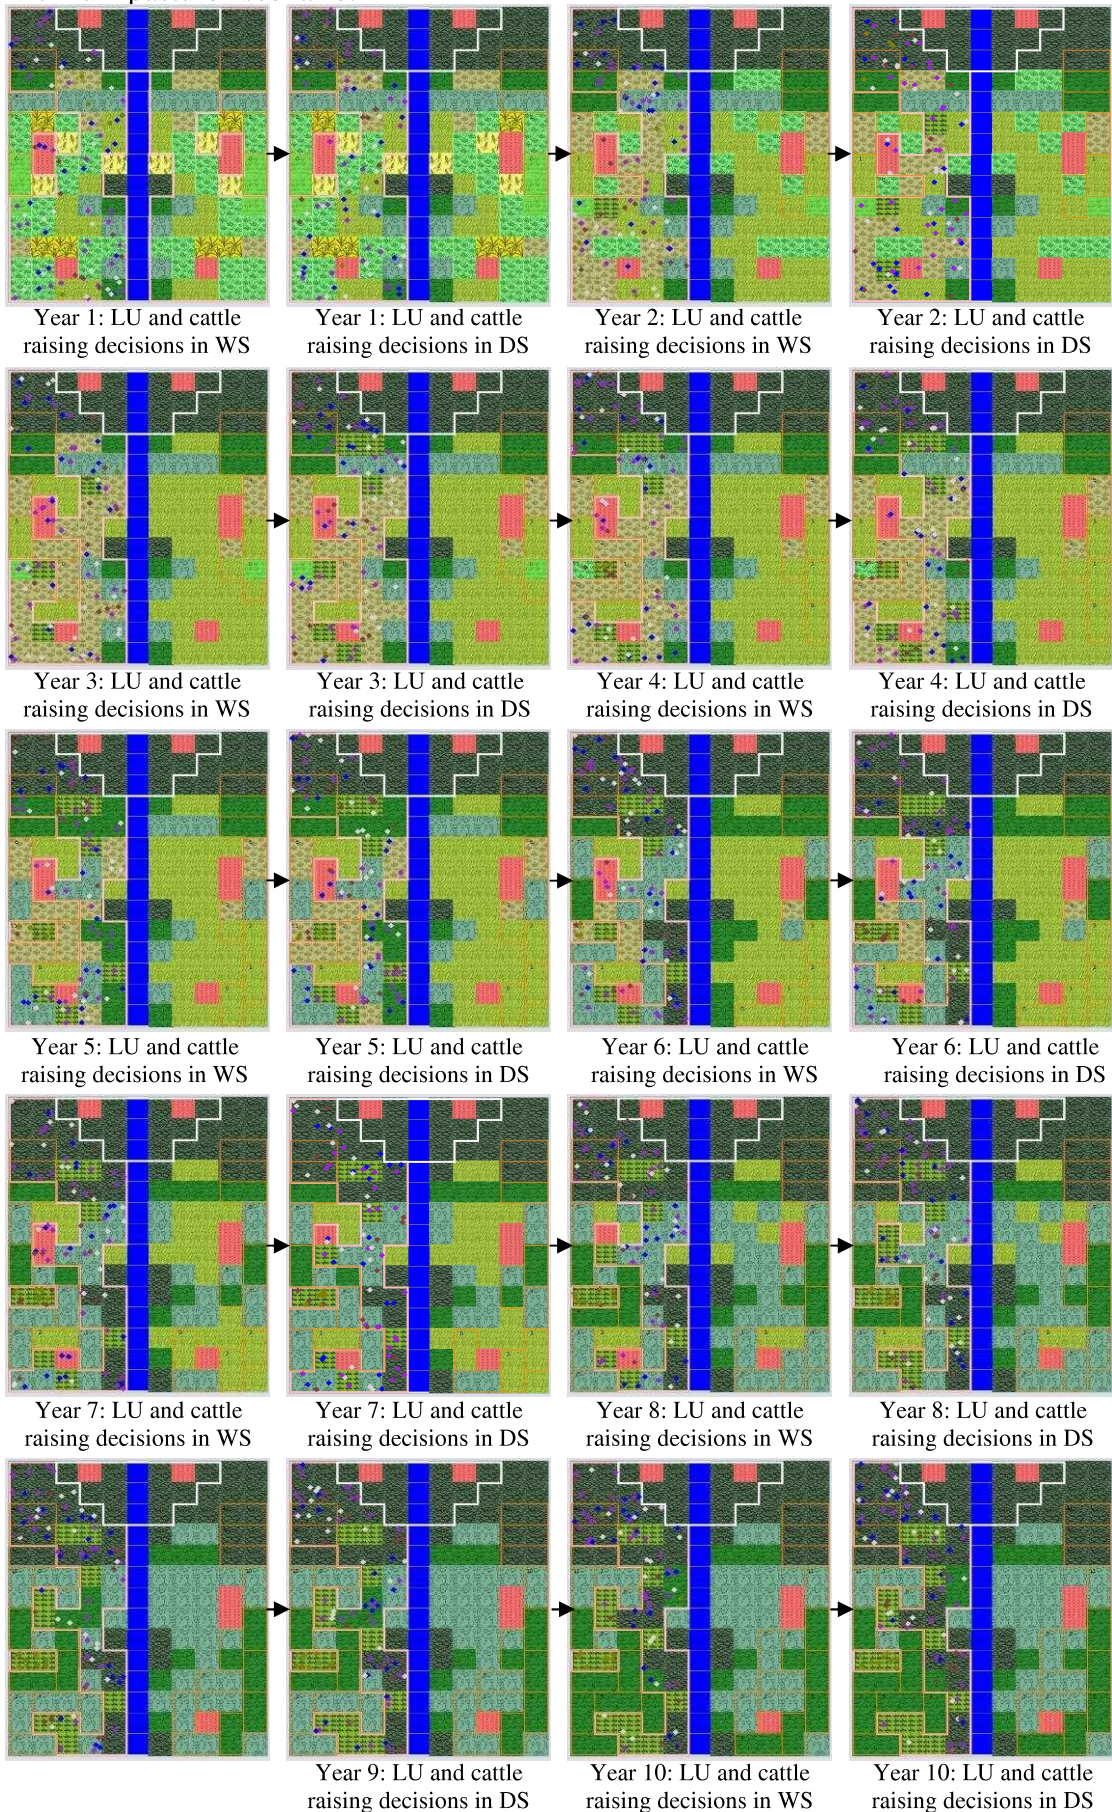 Year 1: LU and cattle
raising decisions in WS
Year 1: LU and cattle
raising decisions in DS
Year 2: LU and cattle
raising decisions in WS
Year 2: LU and cattle
raising decisions in DS
Year 3: LU and cattle
raising decisions in WS
Year 3: LU and cattle
raising decisions in DS
Year 4: LU and cattle
raising decisions in WS
Year 4: LU and cattle
raising decisions in DS
Year 5: LU and cattle
raising decisions in WS
Year 5: LU and cattle
raising decisions in DS
Year 6: LU and cattle
raising decisions in WS
Year 6: LU and cattle
raising decisions in DS
Year 7: LU and cattle
raising decisions in WS
Year 7: LU and cattle
raising decisions in DS
Year 8: LU and cattle
raising decisions in WS
Year 8: LU and cattle
raising decisions in DS
Year 9: LU and cattle
raising decisions in DS
Year 10: LU and cattle
raising decisions in WS
Year 10: LU and cattle
raising decisions in DS